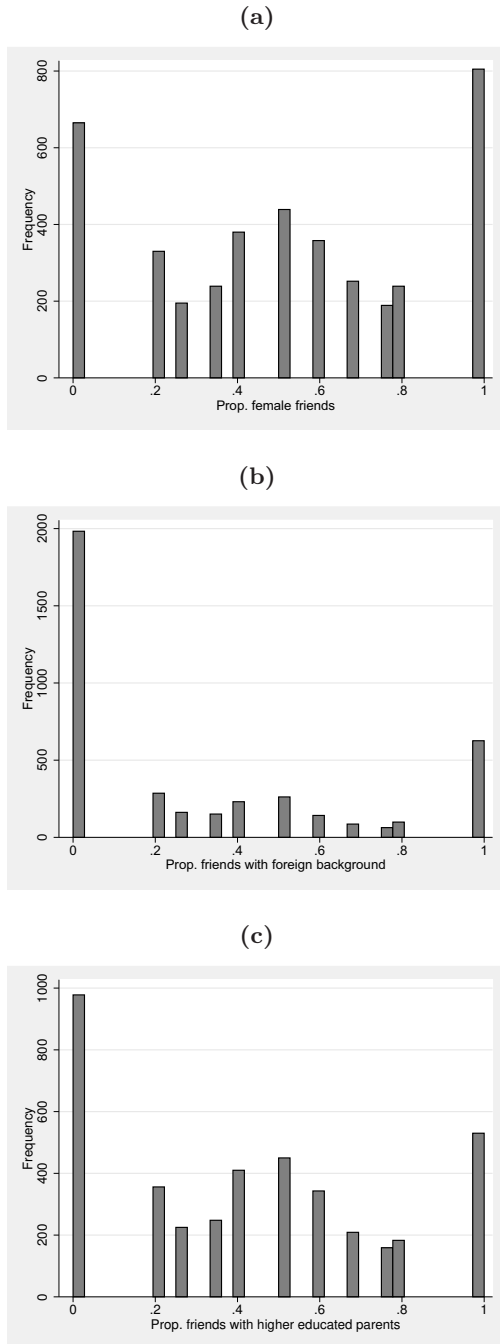 (a)
800
600
400
200
0
Frequency
0 .2 .4 .6 .8 1
Prop. female friends
(b)
2000
1500
1000
500
0
Frequency
0 .2 .4 .6 .8 1
Prop. friends with foreign background
(c)
1000
800
600
400
200
0
Frequency
0 .2 .4 .6 .8 1
Prop. friends with higher educated parents